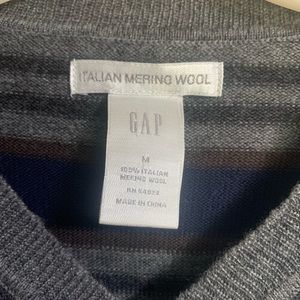 ITALIAN MERINO WOOL
GAP
M
100% ITALIAN
MERINO WOOL
RN 54023
MADE IN CHINA